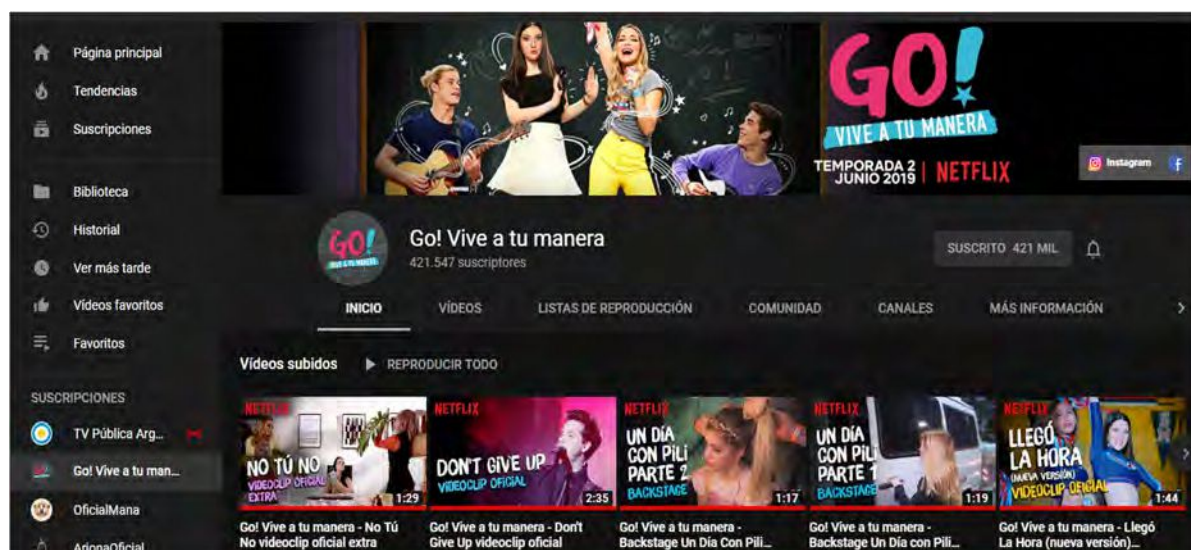 Página principal
Tendencias
Suscripciones
Biblioteca
Historial
Ver más tarde
Vídeos favoritos
Favoritos
SUSCRIPCIONES
TV Pública Arg...
Go! Vive a tu man...
OficialMana
ArjonaOficial
GO!
VIVE A TU MANERA
TEMPORADA 2
JUNIO 2019 | NETFLIX
Instagram
GO!
VIVE A TU MANERA
Go! Vive a tu manera
421.547 suscriptores
SUSCRITO 421 MIL
INICIO VÍDEOS LISTAS DE REPRODUCCIÓN COMUNIDAD CANALES MÁS INFORMACIÓN
Vídeos subidos REPRODUCIR TODO
NETFLIX
NO TÚ NO
VIDEOCLIP OFICIAL
EXTRA
1:29
Go! Vive a tu manera - No Tú
No videoclip oficial extra
NETFLIX
DON'T GIVE UP
VIDEOCLIP OFICIAL
2:35
Go! Vive a tu manera - Don't
Give Up videoclip oficial
NETFLIX
UN DÍA
CON PILI
PARTE 2
BACKSTAGE
1:17
Go! Vive a tu manera -
Backstage Un Día Con Pili...
NETFLIX
UN DÍA
CON PILI
PARTE 1
BACKSTAGE
1:19
Go! Vive a tu manera -
Backstage Un Día con Pili...
NETFLIX
LLEGÓ
LA HORA
(NUEVA VERSIÓN)
VIDEOCLIP OFICIAL
1:44
Go! Vive a tu manera - Llegó
La Hora (nueva versión)...